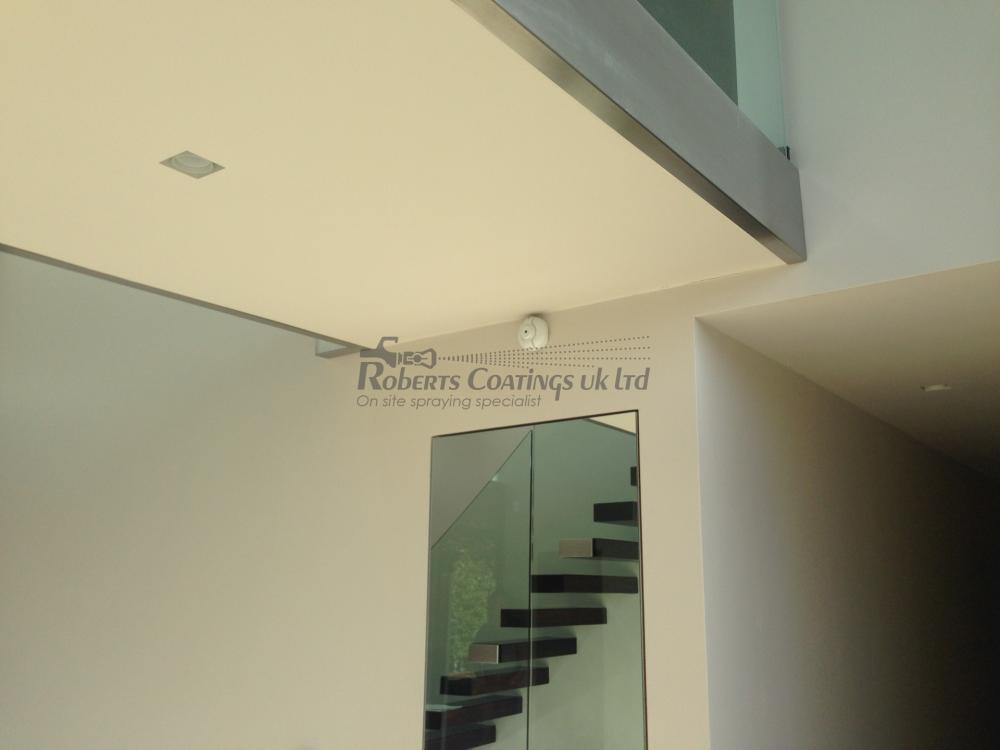 Roberts Coatings uk Ltd
On site spraying specialist